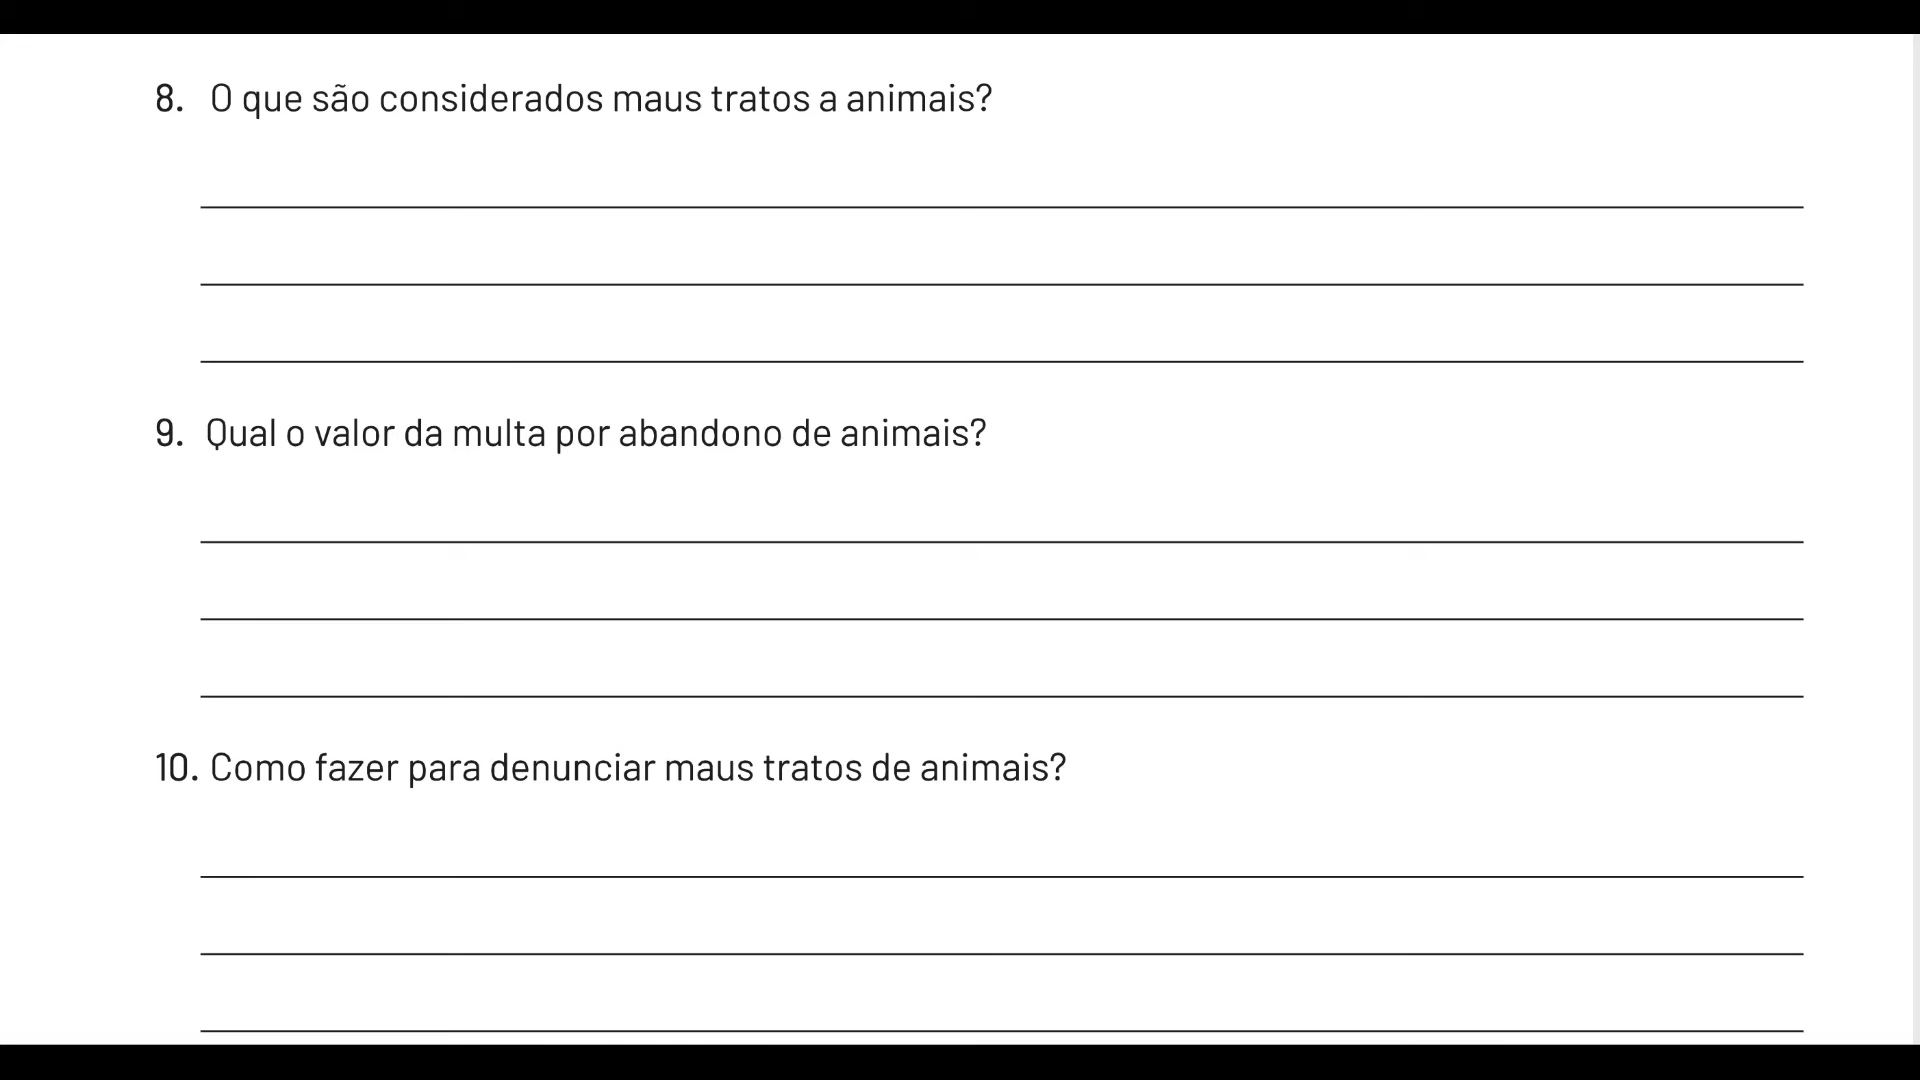 8. O que são considerados maus tratos a animais?
9. Qual o valor da multa por abandono de animais?
10. Como fazer para denunciar maus tratos de animais?